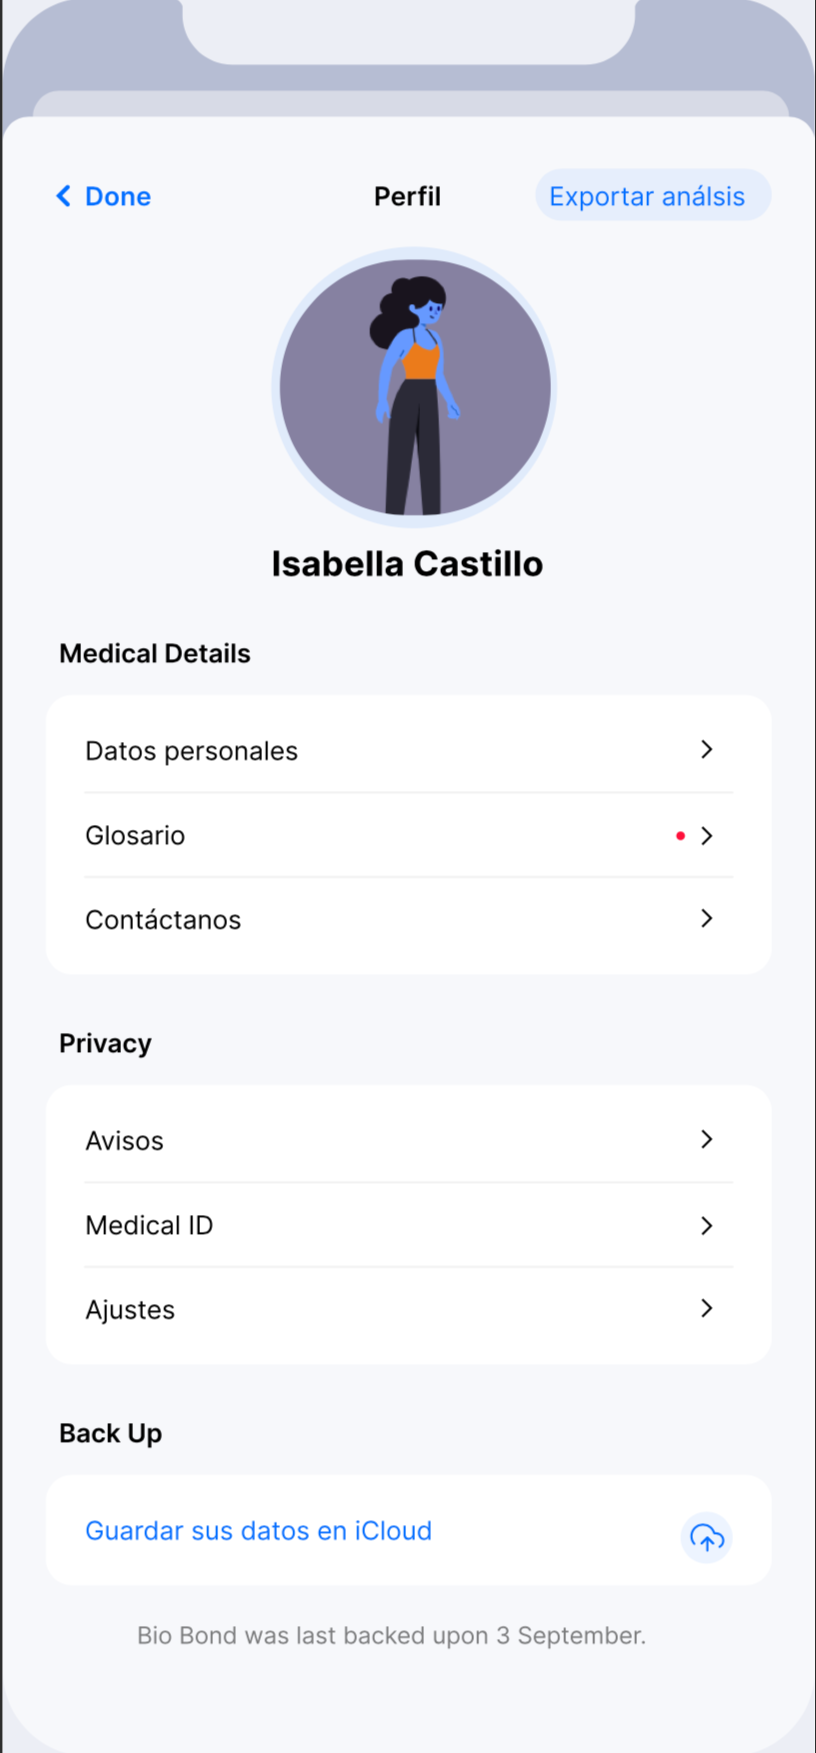 Done
Perfil
Exportar análsis
Isabella Castillo
Medical Details
Datos personales
Glosario
Contáctanos
Privacy
Avisos
Medical ID
Ajustes
Back Up
Guardar sus datos en iCloud
Bio Bond was last backed upon 3 September.